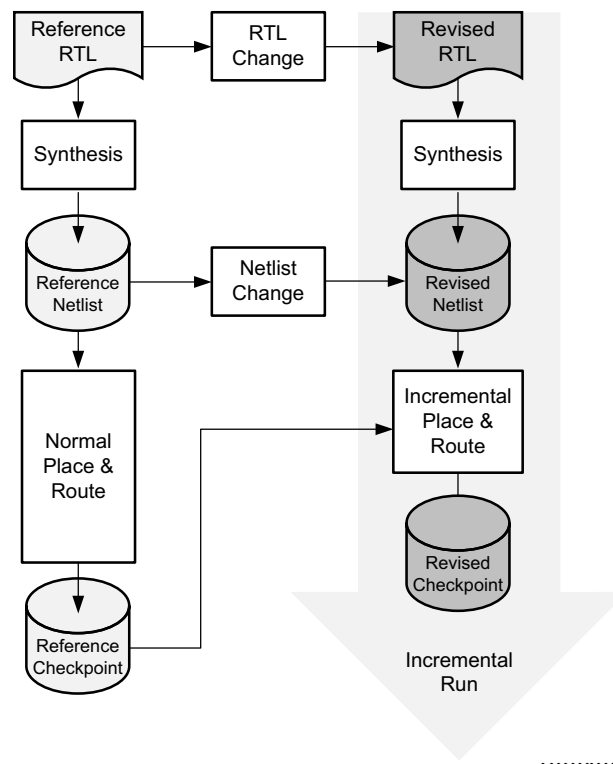 Reference
RTL
RTL
Change
Revised
RTL
Synthesis
Synthesis
Reference
Netlist
Netlist
Change
Revised
Netlist
Normal
Place &
Route
Incremental
Place &
Route
Revised
Checkpoint
Reference
Checkpoint
Incremental
Run